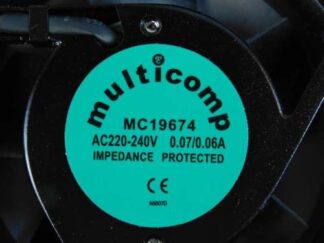 multicomp
MC19674
AC220-240V 0.07/0.06A
IMPEDANCE PROTECTED
CE